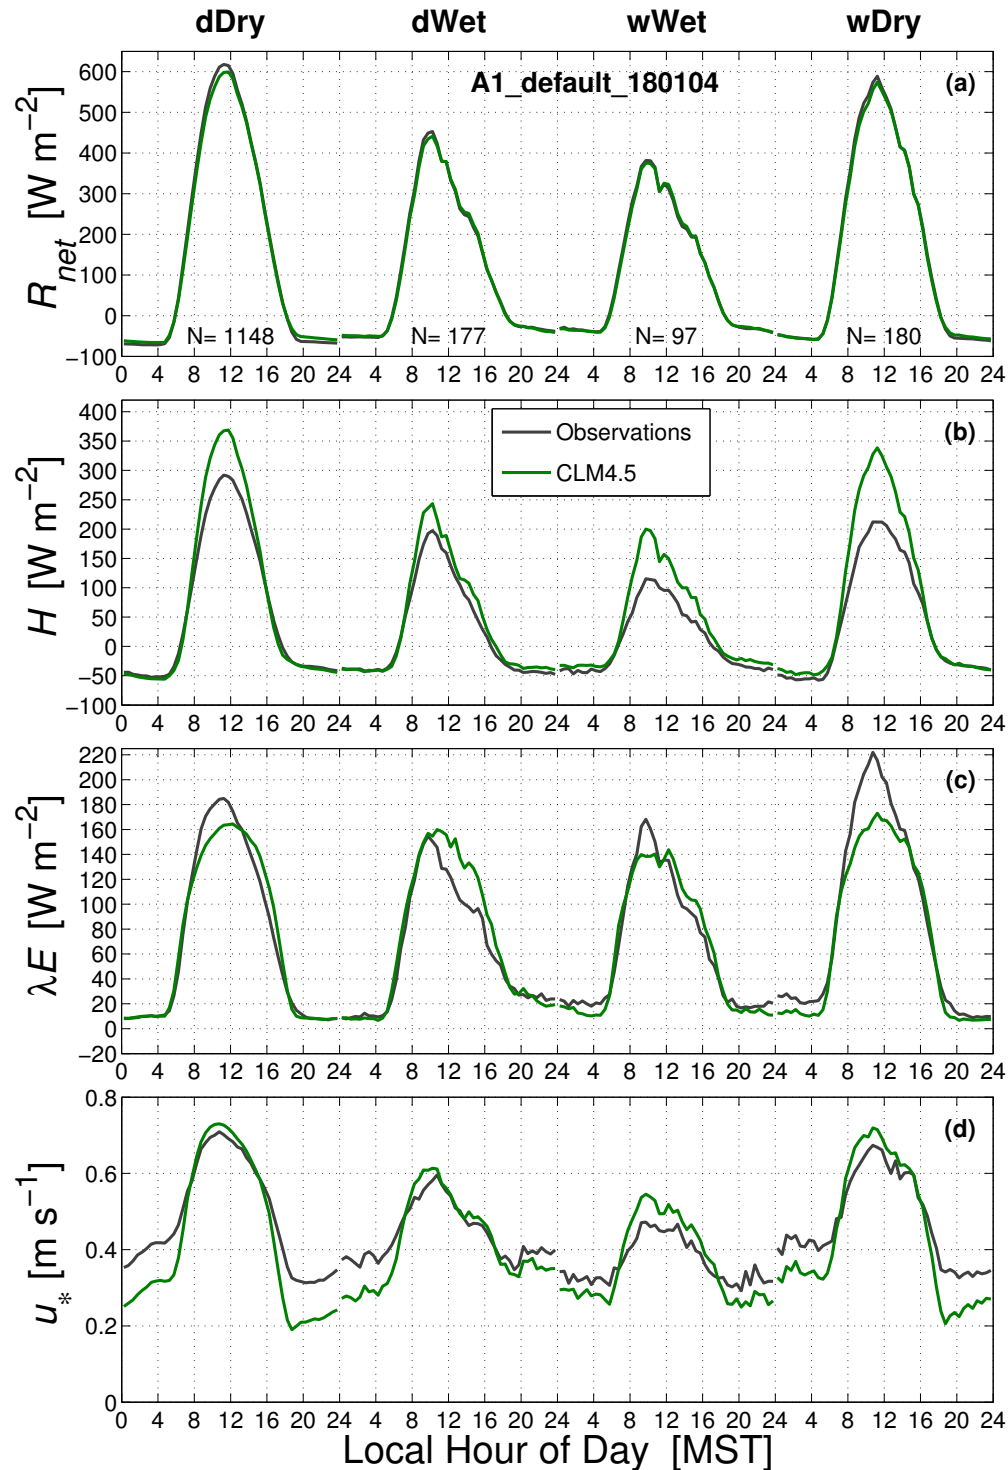 dDry dWet wWet wDry
A1_default_180104
(a)
600
500
400
300
200
100
0
−100
R_net [W m−2]
N= 1148 N= 177 N= 97 N= 180
0 4 8 12 16 20 24 4 8 12 16 20 24 4 8 12 16 20 24 4 8 12 16 20 24
(b)
Observations
CLM4.5
400
350
300
250
200
150
100
50
0
−50
−100
H [W m−2]
0 4 8 12 16 20 24 4 8 12 16 20 24 4 8 12 16 20 24 4 8 12 16 20 24
(c)
220
200
180
160
140
120
100
80
60
40
20
0
−20
λE [W m−2]
0 4 8 12 16 20 24 4 8 12 16 20 24 4 8 12 16 20 24 4 8 12 16 20 24
(d)
0.8
0.6
0.4
0.2
0
u* [m s−1]
0 4 8 12 16 20 24 4 8 12 16 20 24 4 8 12 16 20 24 4 8 12 16 20 24
Local Hour of Day [MST]